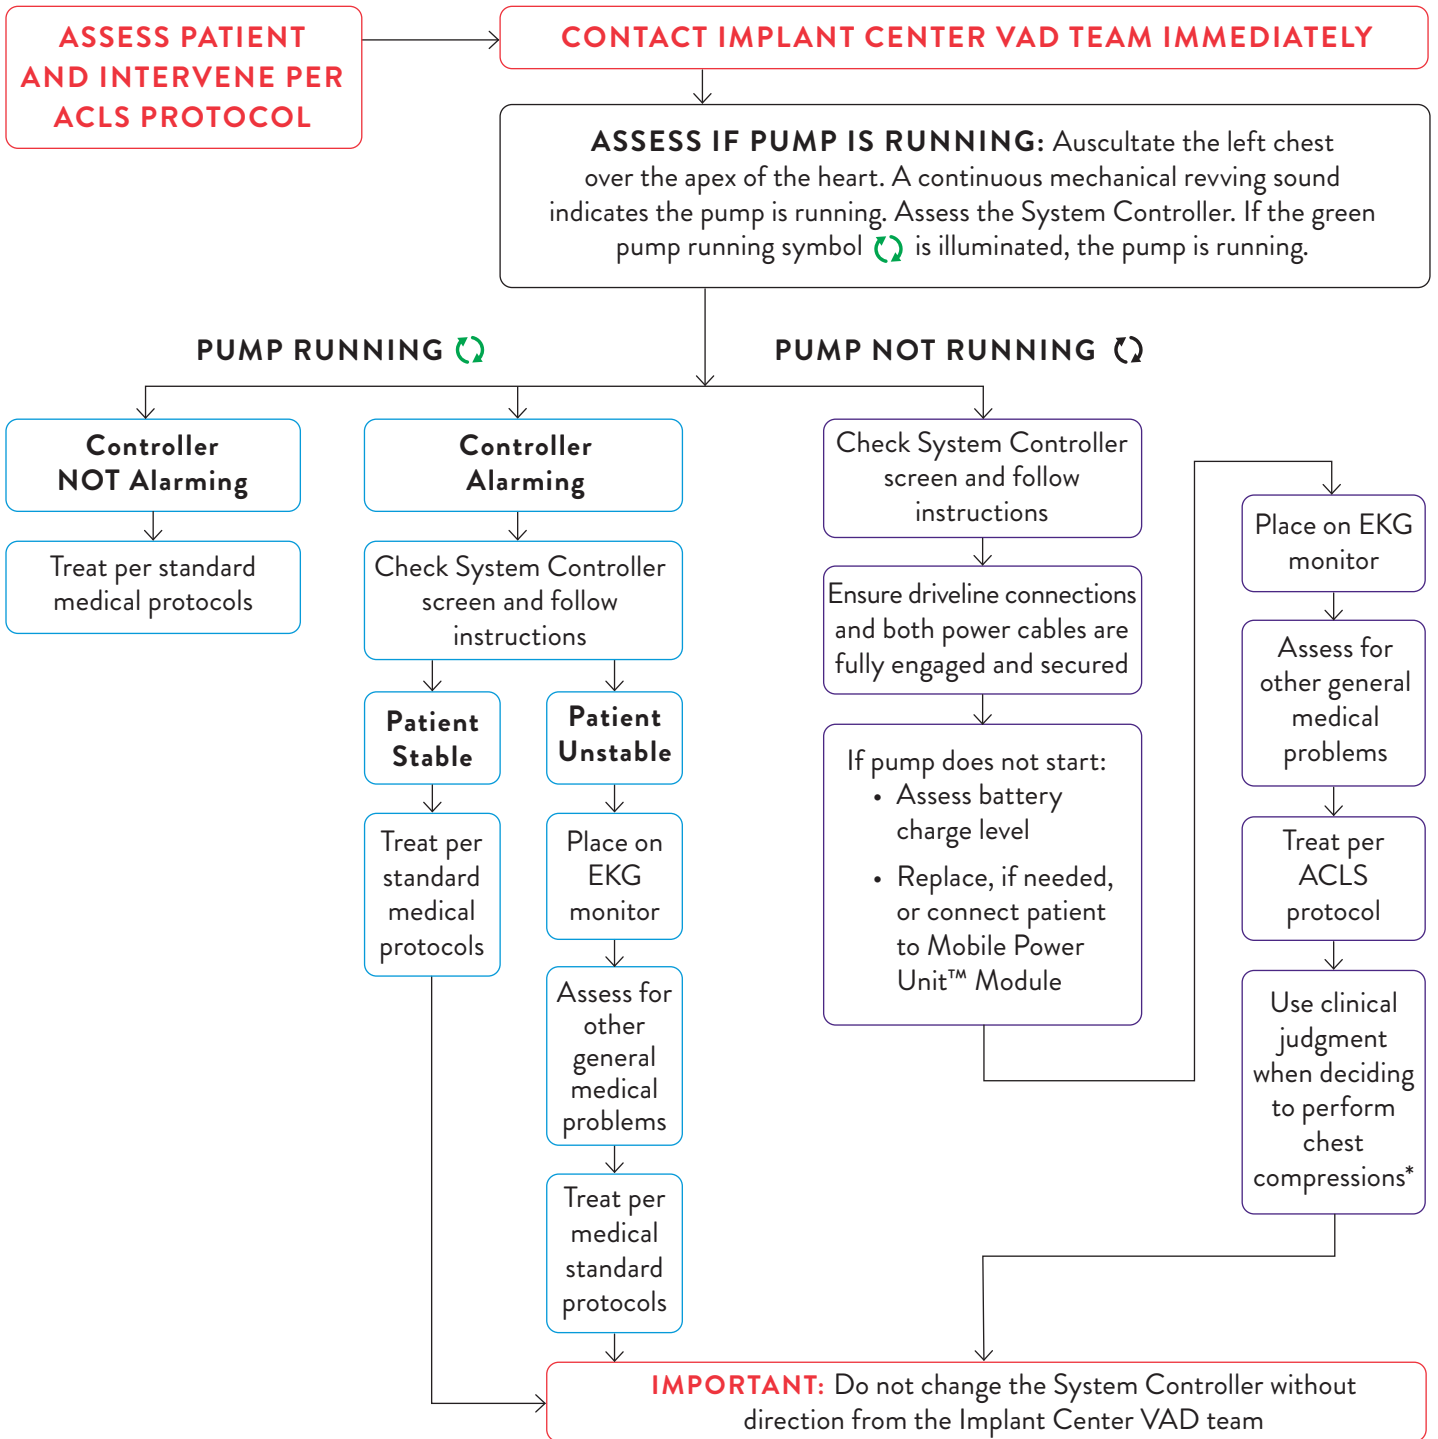 ASSESS PATIENT
AND INTERVENE PER
ACLS PROTOCOL
CONTACT IMPLANT CENTER VAD TEAM IMMEDIATELY
ASSESS IF PUMP IS RUNNING: Auscultate the left chest
over the apex of the heart. A continuous mechanical revving sound
indicates the pump is running. Assess the System Controller. If the green
pump running symbol is illuminated, the pump is running.
PUMP RUNNING
PUMP NOT RUNNING
Controller
NOT Alarming
Treat per standard
medical protocols
Controller
Alarming
Check System Controller
screen and follow
instructions
Patient
Stable
Treat per
standard
medical
protocols
Patient
Unstable
Place on
EKG
monitor
Assess for
other
general
medical
problems
Treat per
medical
standard
protocols
Check System Controller
screen and follow
instructions
Ensure driveline connections
and both power cables are
fully engaged and secured
If pump does not start:
• Assess battery
charge level
• Replace, if needed,
or connect patient
to Mobile Power
Unit™ Module
Place on EKG
monitor
Assess for
other general
medical
problems
Treat per
ACLS
protocol
Use clinical
judgment
when deciding
to perform
chest
compressions*
IMPORTANT: Do not change the System Controller without
direction from the Implant Center VAD team